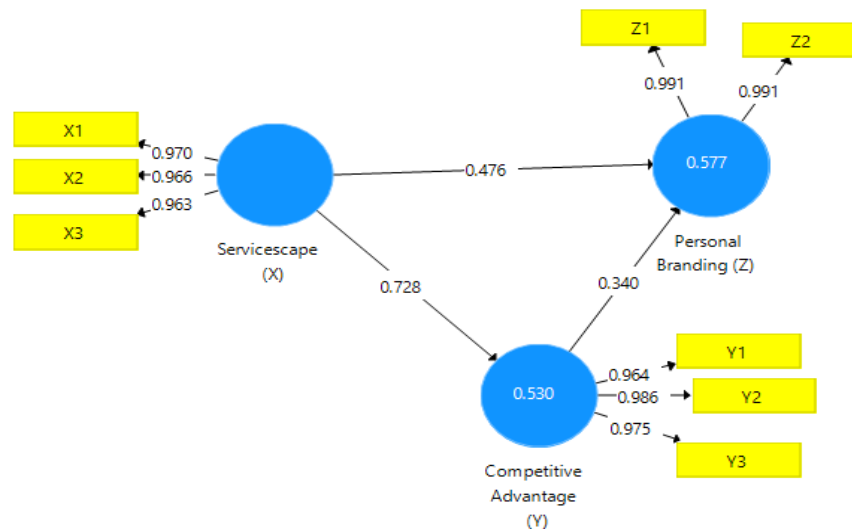 Z1
Z2
0.991
0.991
X1
0.970
X2
0.966
X3
0.963
Servicescape
(X)
0.476
0.577
Personal
Branding (Z)
0.728
0.340
0.530
Competitive
Advantage
(Y)
0.964
Y1
0.986
Y2
0.975
Y3